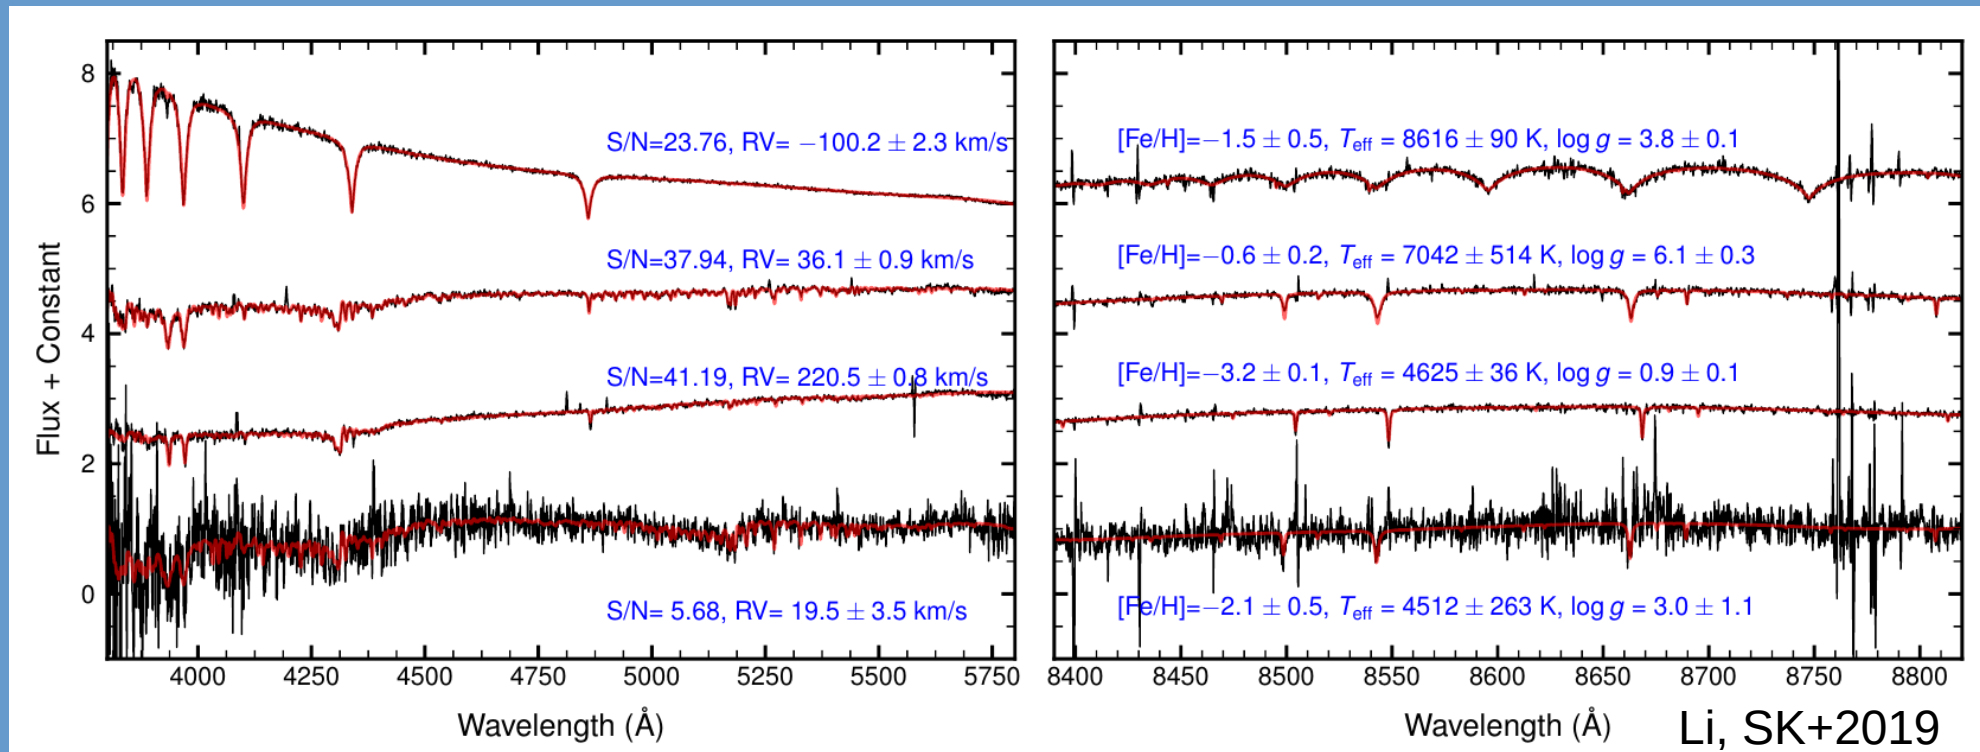 8
6
4
2
0
Flux + Constant
S/N=23.76, RV= −100.2 ± 2.3 km/s
S/N=37.94, RV= 36.1 ± 0.9 km/s
S/N=41.19, RV= 220.5 ± 0.8 km/s
S/N= 5.68, RV= 19.5 ± 3.5 km/s
4000 4250 4500 4750 5000 5250 5500 5750
Wavelength (Å)
[Fe/H]=−1.5 ± 0.5, Teff = 8616 ± 90 K, log g = 3.8 ± 0.1
[Fe/H]=−0.6 ± 0.2, Teff = 7042 ± 514 K, log g = 6.1 ± 0.3
[Fe/H]=−3.2 ± 0.1, Teff = 4625 ± 36 K, log g = 0.9 ± 0.1
[Fe/H]=−2.1 ± 0.5, Teff = 4512 ± 263 K, log g = 3.0 ± 1.1
8400 8450 8500 8550 8600 8650 8700 8750 8800
Wavelength (Å)
Li, SK+2019